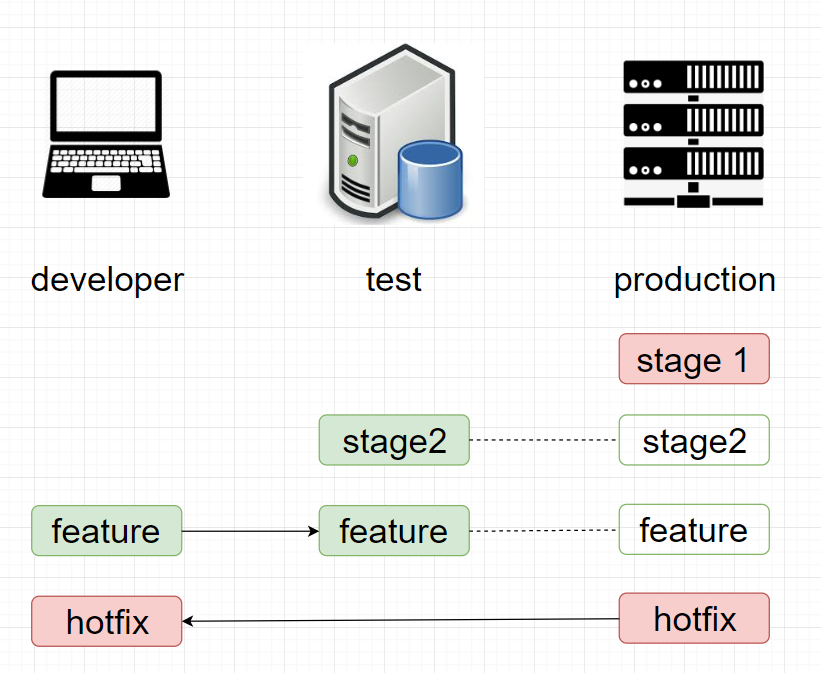 developer
test
production
stage 1
stage2
stage2
feature
feature
feature
hotfix
hotfix